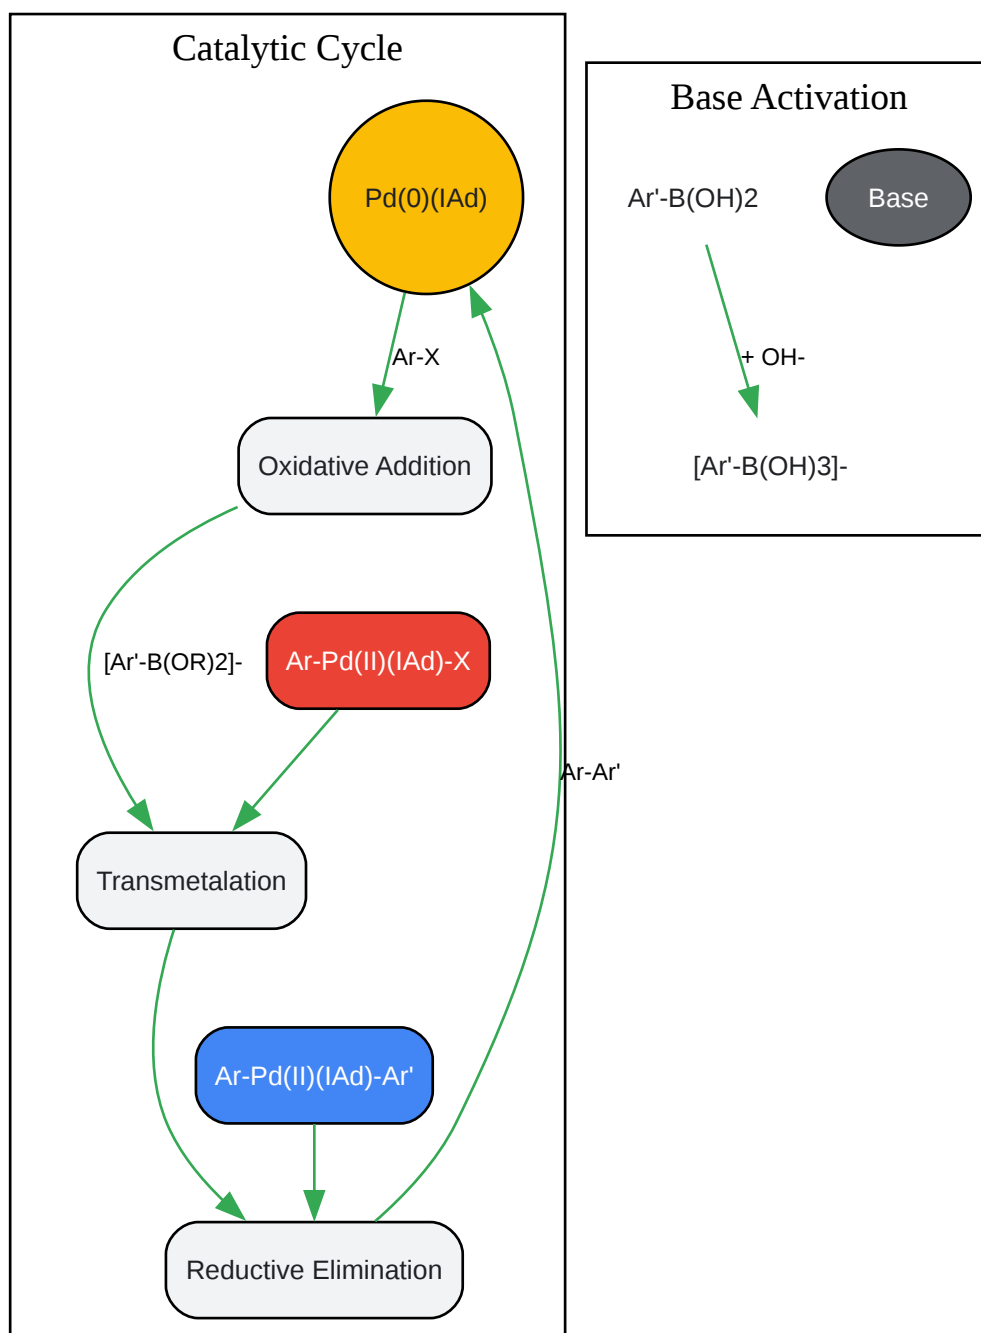 Catalytic Cycle
Pd(0)(IAd)
Ar-X
Oxidative Addition
[Ar'-B(OR)2]-
Ar-Pd(II)(IAd)-X
Ar-Ar'
Transmetalation
Ar-Pd(II)(IAd)-Ar'
Reductive Elimination
Base Activation
Ar'-B(OH)2
Base
+ OH-
[Ar'-B(OH)3]-